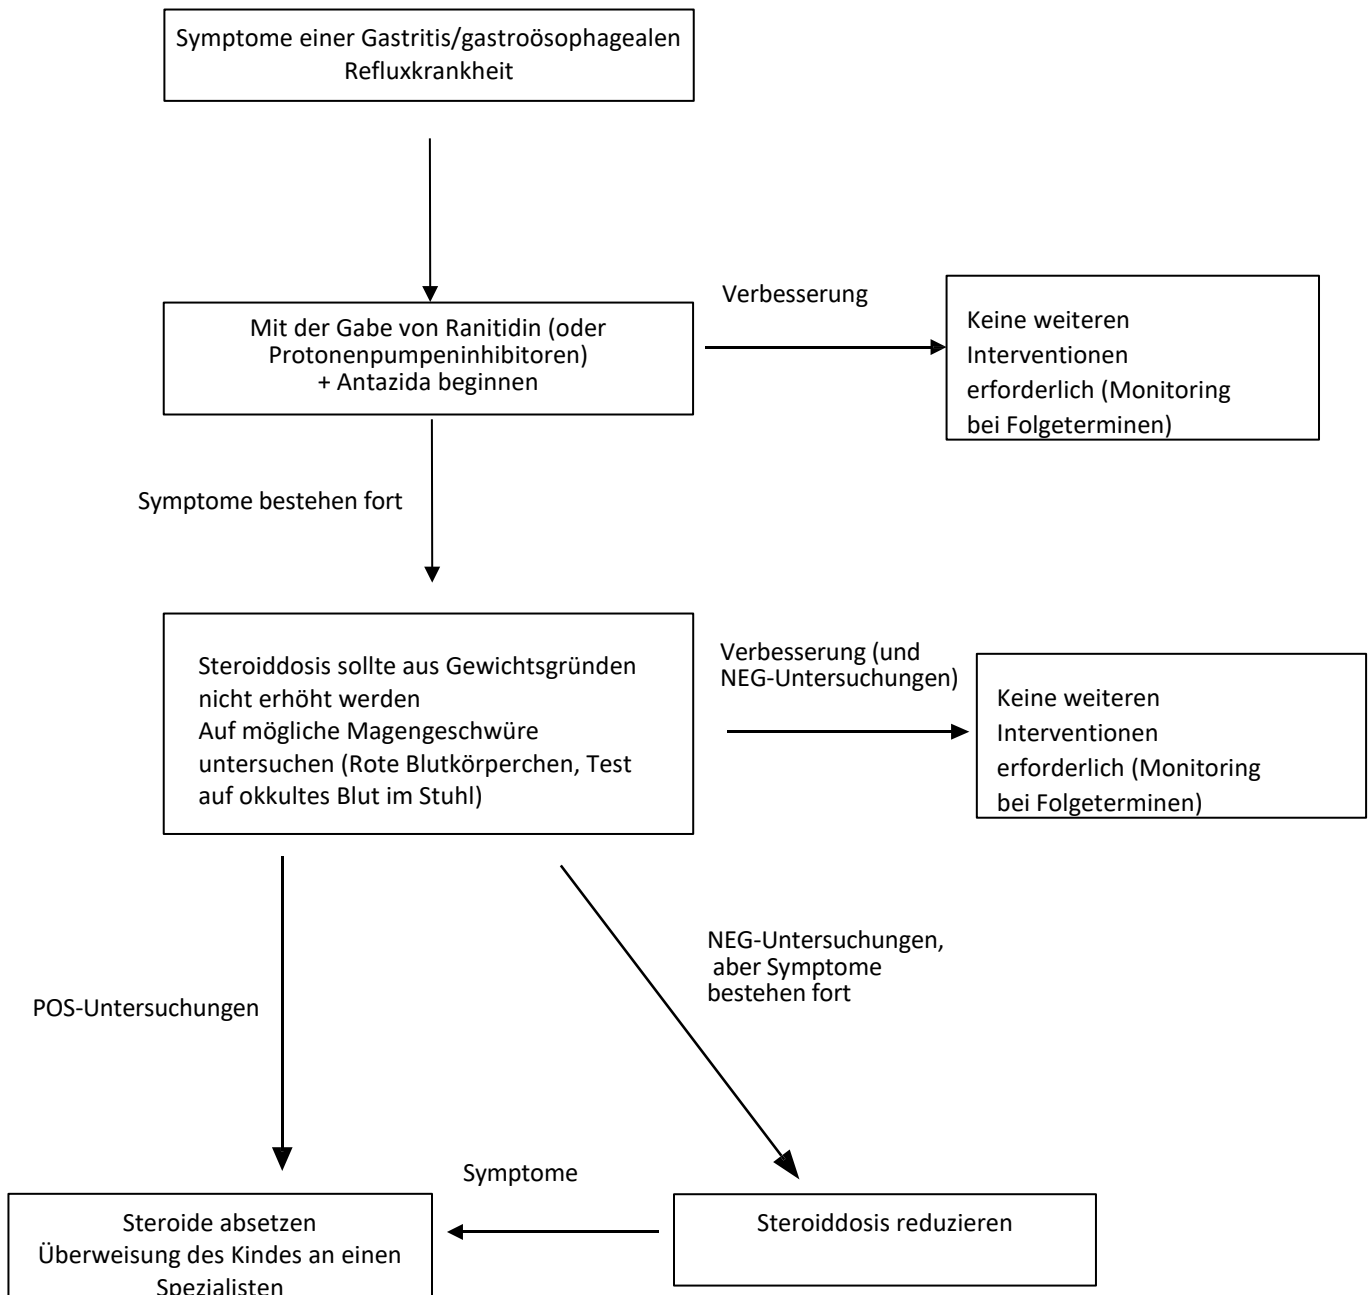 Symptome einer Gastritis/gastroösophagealen
Refluxkrankheit
Verbesserung
Mit der Gabe von Ranitidin (oder
Protonenpumpeninhibitoren)
+ Antazida beginnen
Keine weiteren
Interventionen
erforderlich (Monitoring
bei Folgeterminen)
Symptome bestehen fort
Steroiddosis sollte aus Gewichtsgründen
nicht erhöht werden
Auf mögliche Magengeschwüre
untersuchen (Rote Blutkörperchen, Test
auf okkultes Blut im Stuhl)
Verbesserung (und
NEG-Untersuchungen)
Keine weiteren
Interventionen
erforderlich (Monitoring
bei Folgeterminen)
NEG-Untersuchungen,
aber Symptome
bestehen fort
POS-Untersuchungen
Symptome
Steroiddosis reduzieren
Steroide absetzen
Überweisung des Kindes an einen
Spezialisten